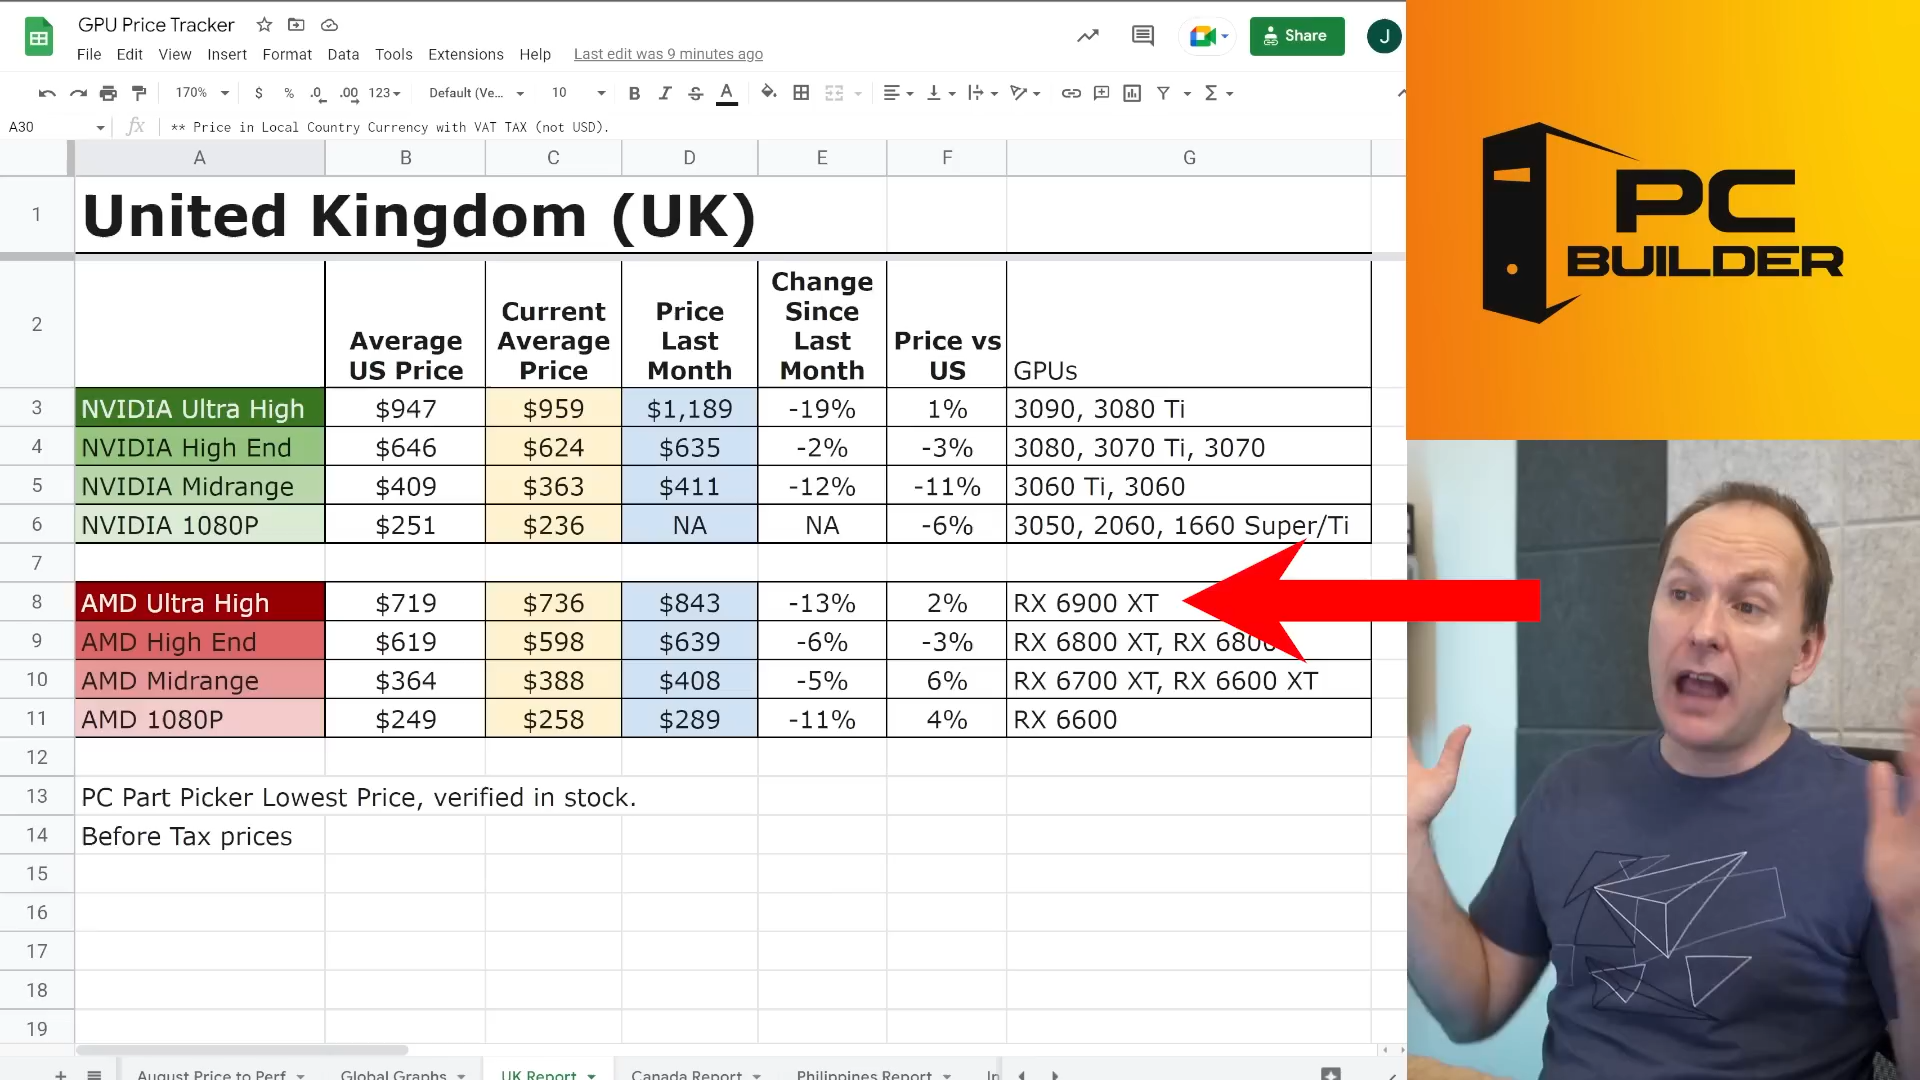 GPU Price Tracker
File Edit View Insert Format Data Tools Extensions Help Last edit was 9 minutes ago
Share
J
170% $ % .0 .00 123 Default (Ve... 10 B I S A
A30 fx ** Price in Local Country Currency with VAT TAX (not USD).
A B C D E F G
1 United Kingdom (UK)
2 Average US Price Current Average Price Price Last Month Change Since Last Month Price vs US GPUs
3 NVIDIA Ultra High $947 $959 $1,189 -19% 1% 3090, 3080 Ti
4 NVIDIA High End $646 $624 $635 -2% -3% 3080, 3070 Ti, 3070
5 NVIDIA Midrange $409 $363 $411 -12% -11% 3060 Ti, 3060
6 NVIDIA 1080P $251 $236 NA NA -6% 3050, 2060, 1660 Super/Ti
7
8 AMD Ultra High $719 $736 $843 -13% 2% RX 6900 XT
9 AMD High End $619 $598 $639 -6% -3% RX 6800 XT, RX 6800
10 AMD Midrange $364 $388 $408 -5% 6% RX 6700 XT, RX 6600 XT
11 AMD 1080P $249 $258 $289 -11% 4% RX 6600
12
13 PC Part Picker Lowest Price, verified in stock.
14 Before Tax prices
15
16
17
18
19
August Price to Perf Global Graphs UK Report Canada Report Philippines Report
PC
BUILDER